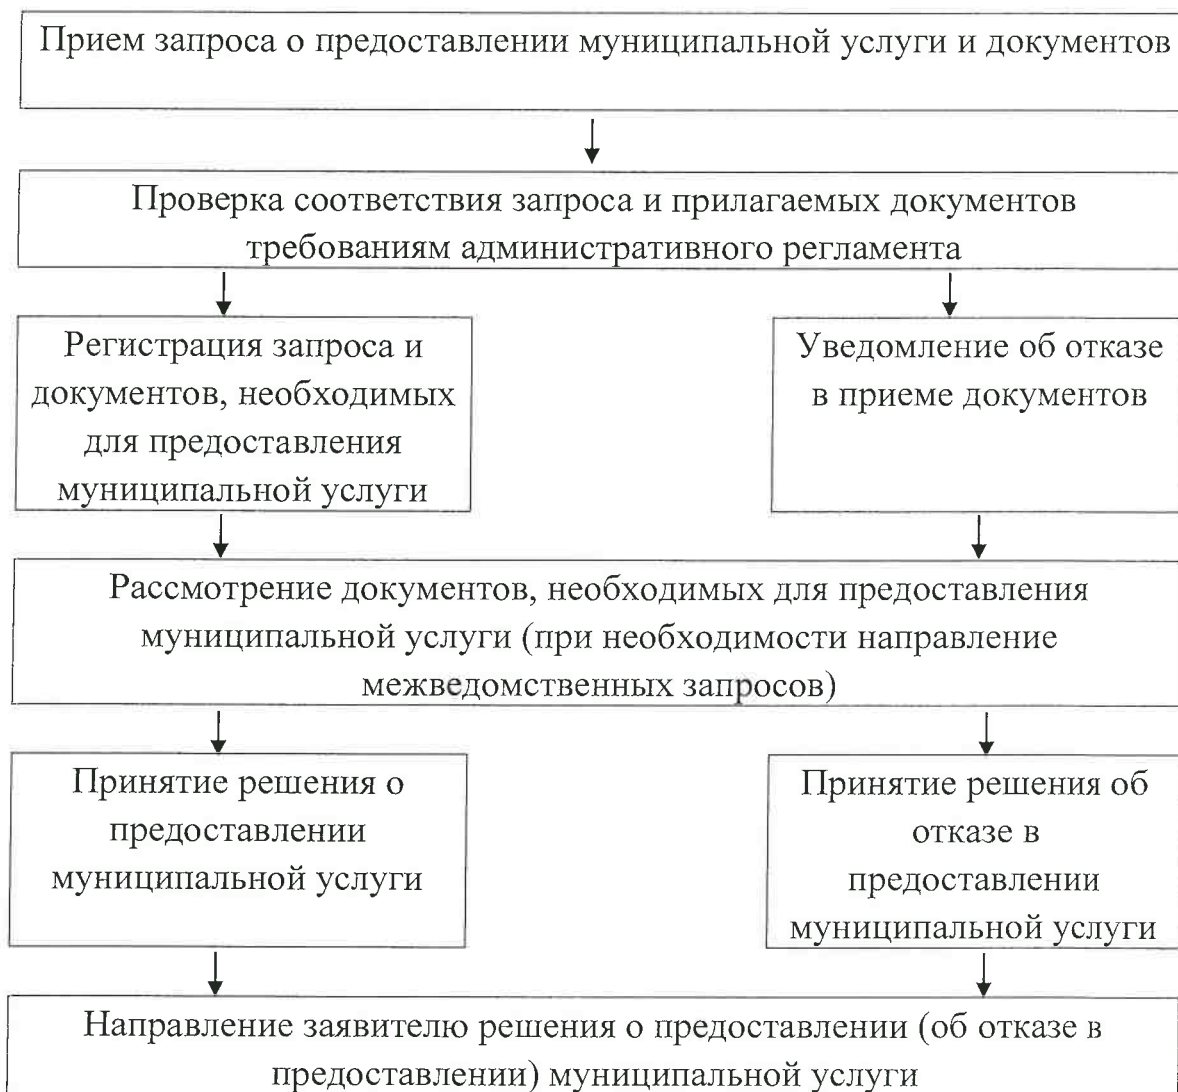 Прием запроса о предоставлении муниципальной услуги и документов
Проверка соответствия запроса и прилагаемых документов
требованиям административного регламента
Регистрация запроса и
документов, необходимых
для предоставления
муниципальной услуги
Уведомление об отказе
в приеме документов
Рассмотрение документов, необходимых для предоставления
муниципальной услуги (при необходимости направление
межведомственных запросов)
Принятие решения о
предоставлении
муниципальной услуги
Принятие решения об
отказе в
предоставлении
муниципальной услуги
Направление заявителю решения о предоставлении (об отказе в
предоставлении) муниципальной услуги